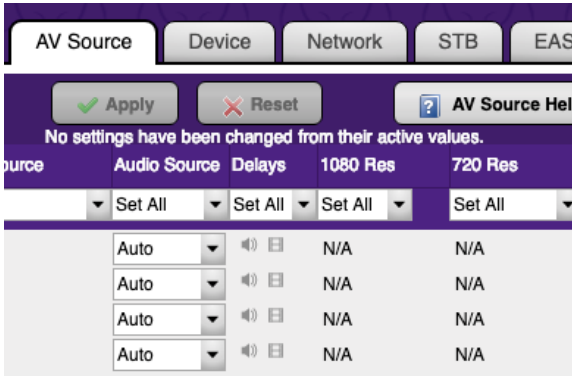 AV Source Device Network STB EAS
Apply Reset ? AV Source Hel
No settings have been changed from their active values.
ource Audio Source Delays 1080 Res 720 Res
Set All Set All Set All Set All
Auto N/A N/A
Auto N/A N/A
Auto N/A N/A
Auto N/A N/A